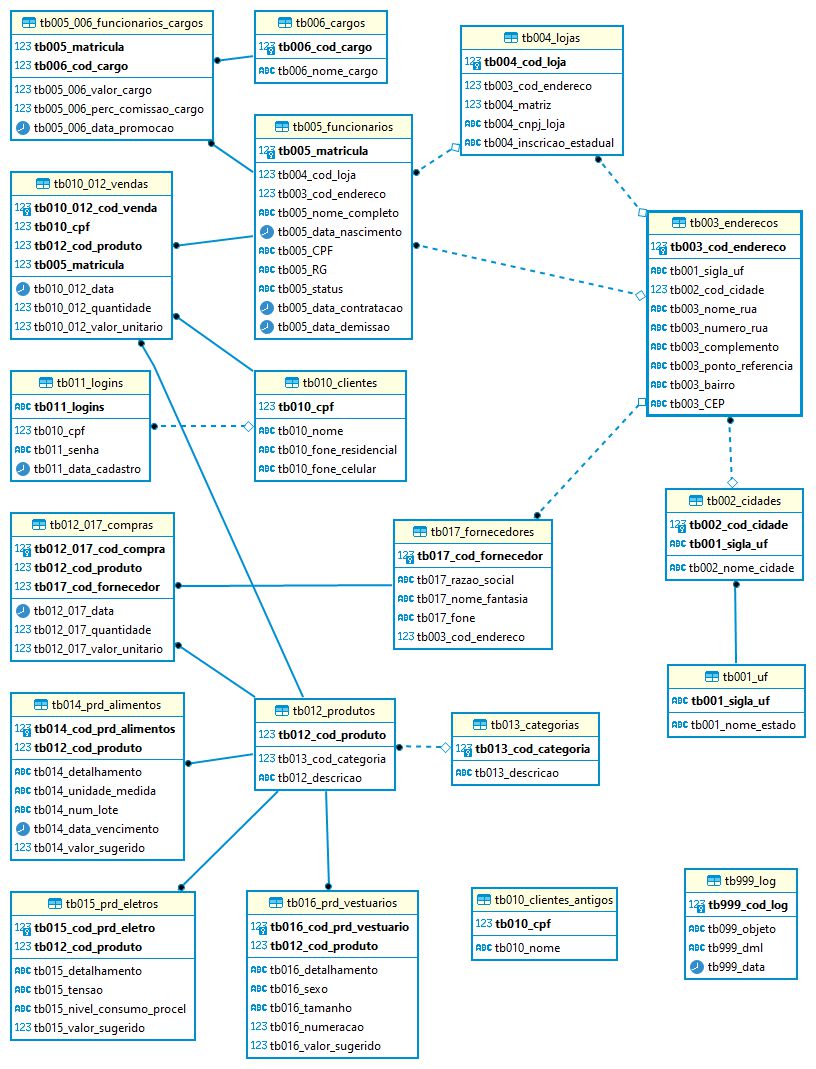 tb005_006_funcionarios_cargos
123 tb005_matricula
123 tb006_cod_cargo
123 tb005_006_valor_cargo
123 tb005_006_perc_comissao_cargo
tb005_006_data_promocao
tb006_cargos
123 tb006_cod_cargo
ABC tb006_nome_cargo
tb004_lojas
123 tb004_cod_loja
123 tb003_cod_endereco
123 tb004_matriz
ABC tb004_cnpj_loja
ABC tb004_inscricao_estadual
tb005_funcionarios
123 tb005_matricula
123 tb004_cod_loja
123 tb003_cod_endereco
ABC tb005_nome_completo
tb005_data_nascimento
ABC tb005_CPF
ABC tb005_RG
ABC tb005_status
tb005_data_contratacao
tb005_data_demissao
tb010_012_vendas
123 tb010_012_cod_venda
123 tb010_cpf
123 tb012_cod_produto
123 tb005_matricula
tb010_012_data
123 tb010_012_quantidade
123 tb010_012_valor_unitario
tb003_enderecos
123 tb003_cod_endereco
ABC tb001_sigla_uf
123 tb002_cod_cidade
ABC tb003_nome_rua
ABC tb003_numero_rua
ABC tb003_complemento
ABC tb003_ponto_referencia
ABC tb003_bairro
ABC tb003_CEP
tb011_logins
ABC tb011_logins
123 tb010_cpf
ABC tb011_senha
tb011_data_cadastro
tb010_clientes
123 tb010_cpf
ABC tb010_nome
ABC tb010_fone_residencial
ABC tb010_fone_celular
tb002_cidades
123 tb002_cod_cidade
ABC tb001_sigla_uf
ABC tb002_nome_cidade
tb012_017_compras
123 tb012_017_cod_compra
123 tb012_cod_produto
123 tb017_cod_fornecedor
tb012_017_data
123 tb012_017_quantidade
123 tb012_017_valor_unitario
tb017_fornecedores
123 tb017_cod_fornecedor
ABC tb017_razao_social
ABC tb017_nome_fantasia
ABC tb017_fone
123 tb003_cod_endereco
tb001_uf
ABC tb001_sigla_uf
ABC tb001_nome_estado
tb014_prd_alimentos
123 tb014_cod_prd_alimentos
123 tb012_cod_produto
ABC tb014_detalhamento
ABC tb014_unidade_medida
ABC tb014_num_lote
tb014_data_vencimento
123 tb014_valor_sugerido
tb012_produtos
123 tb012_cod_produto
123 tb013_cod_categoria
ABC tb012_descricao
tb013_categorias
123 tb013_cod_categoria
ABC tb013_descricao
tb015_prd_eletros
123 tb015_cod_prd_eletro
123 tb012_cod_produto
ABC tb015_detalhamento
ABC tb015_tensao
ABC tb015_nivel_consumo_procel
123 tb015_valor_sugerido
tb016_prd_vestuarios
123 tb016_cod_prd_vestuario
123 tb012_cod_produto
ABC tb016_detalhamento
ABC tb016_sexo
ABC tb016_tamanho
123 tb016_numeracao
123 tb016_valor_sugerido
tb010_clientes_antigos
123 tb010_cpf
ABC tb010_nome
tb999_log
123 tb999_cod_log
ABC tb099_objeto
ABC tb099_dml
tb999_data